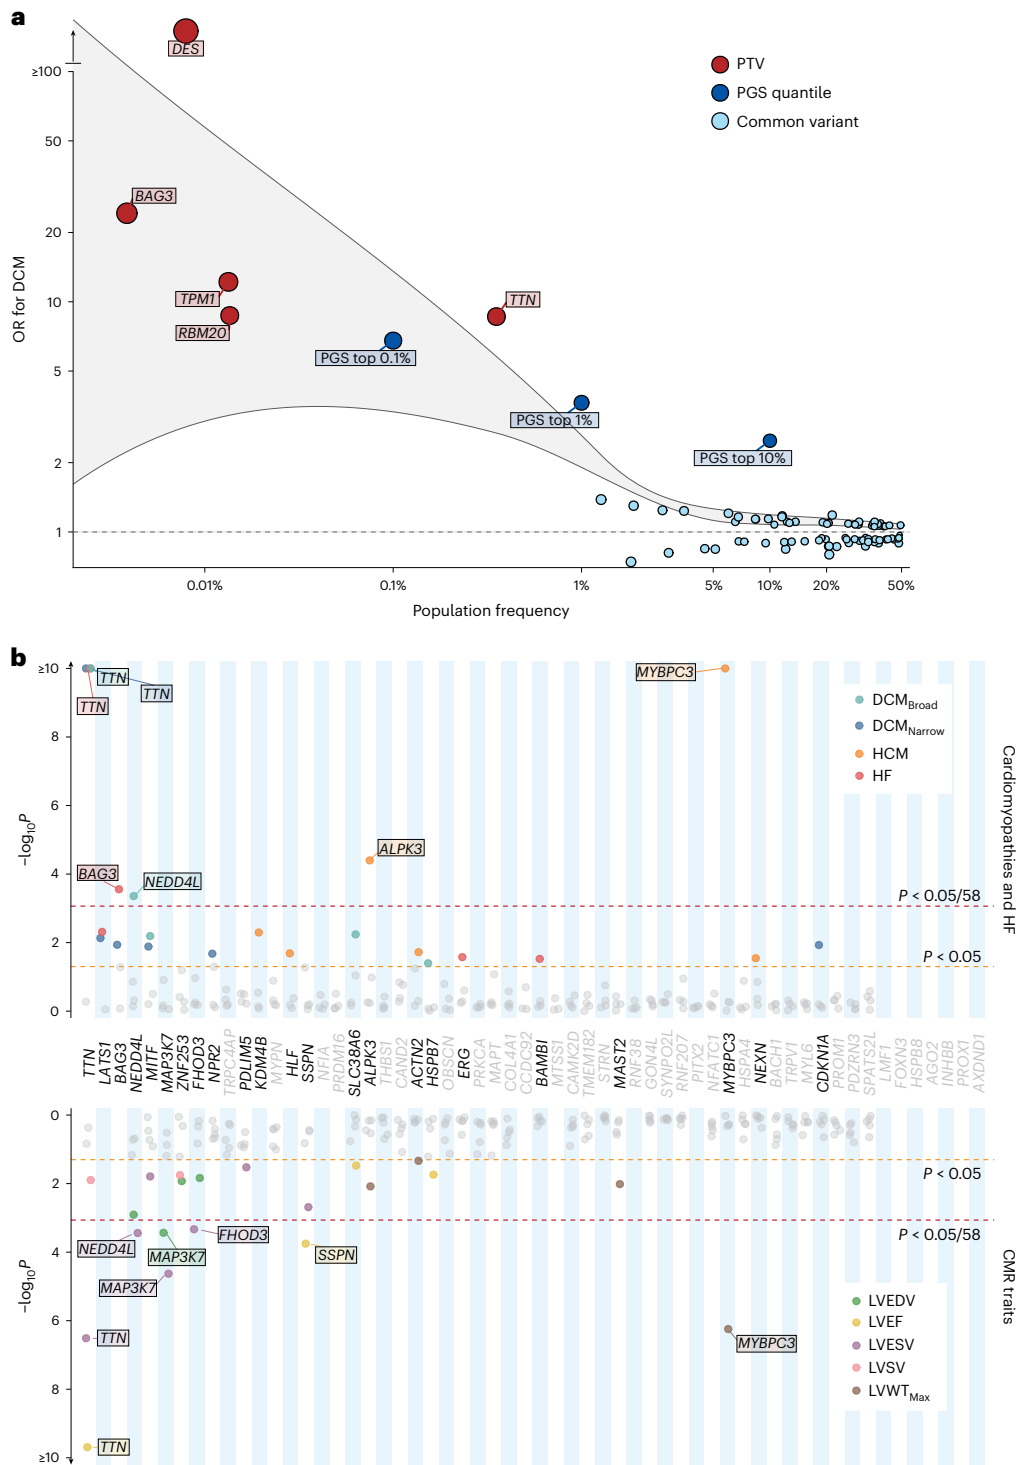 a
DES
≥100
50
20
10
5
2
1
OR for DCM
PTV
PGS quantile
Common variant
BAG3
TPM1
RBM20
TTN
PGS top 0.1%
PGS top 1%
PGS top 10%
0.01%
0.1%
1%
5%
10%
20%
50%
Population frequency
b
≥10
8
6
4
2
0
–log10P
TTN
TTN
TTN
MYBPC3
ALPK3
BAG3
NEDD4L
DCMBroad
DCMNarrow
HCM
HF
P < 0.05/58
P < 0.05
Cardiomyopathies and HF
TTN
LATS1
BAG3
NEDD4L
MITF
MAP3K7
ZNF253
FHOD3
NPR2
TRPC4AP
PDLIM5
KDM4B
MYPN
HLF
SSPN
NFIA
PRDM16
SLC38A6
ALPK3
THBS1
CAND2
ACTN2
HSPB7
OBSCN
ERG
PRKCA
MAPT
COL4A1
CCDC92
BAMBI
MTSS1
CAMK2D
TMEM182
STRN
MAST2
RNF38
GON4L
SYNPO2L
RNF207
PITX2
NFATC1
MYBPC3
HSPA4
NEXN
BACH1
TRPV1
MYL6
CDKN1A
PROM1
PDZRN3
SPATS2L
LMF1
FOXN3
HSPB8
AGO2
INHBB
PROX1
AXDND1
0
2
4
6
8
≥10
–log10P
P < 0.05
P < 0.05/58
NEDD4L
MAP3K7
FHOD3
SSPN
MAP3K7
TTN
MYBPC3
TTN
LVEDV
LVEF
LVESV
LVSV
LVWTMax
CMR traits